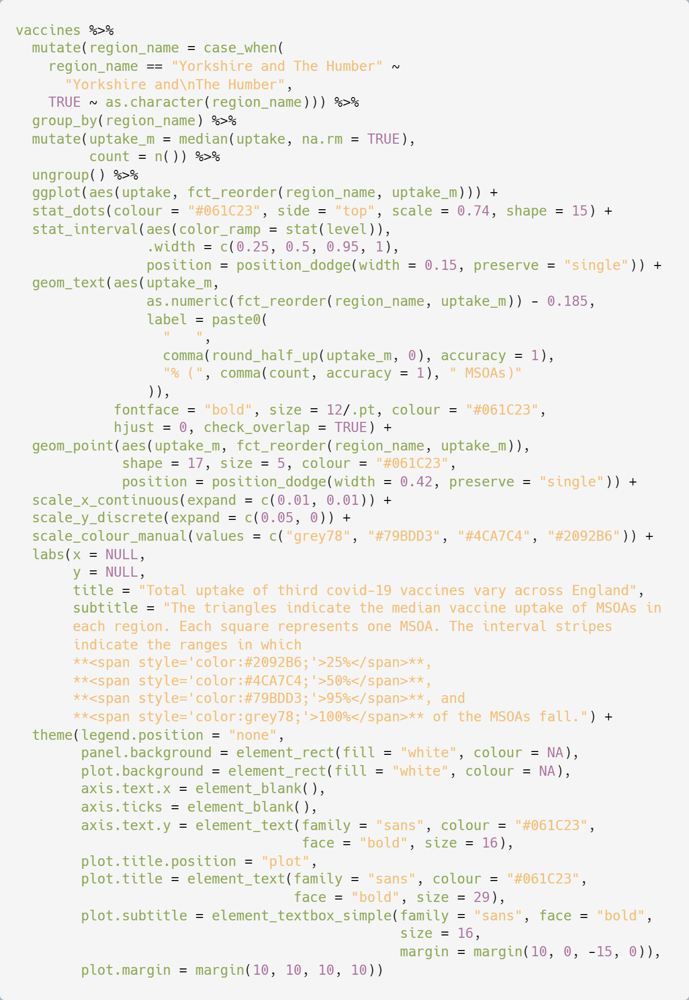 vaccines %>%
  mutate(region_name = case_when(
    region_name == "Yorkshire and The Humber" ~
      "Yorkshire and\nThe Humber",
    TRUE ~ as.character(region_name))) %>%
  group_by(region_name) %>%
  mutate(uptake_m = median(uptake, na.rm = TRUE),
         count = n()) %>%
  ungroup() %>%
  ggplot(aes(uptake, fct_reorder(region_name, uptake_m))) +
  stat_dots(colour = "#061C23", side = "top", scale = 0.74, shape = 15) +
  stat_interval(aes(color_ramp = stat(level)),
                .width = c(0.25, 0.5, 0.95, 1),
                position = position_dodge(width = 0.15, preserve = "single")) +
  geom_text(aes(uptake_m,
                as.numeric(fct_reorder(region_name, uptake_m)) - 0.185,
                label = paste0(
                  "   ",
                  comma(round_half_up(uptake_m, 0), accuracy = 1),
                  "% (", comma(count, accuracy = 1), " MSOAs)"
                )),
            fontface = "bold", size = 12/.pt, colour = "#061C23",
            hjust = 0, check_overlap = TRUE) +
  geom_point(aes(uptake_m, fct_reorder(region_name, uptake_m)),
             shape = 17, size = 5, colour = "#061C23",
             position = position_dodge(width = 0.42, preserve = "single")) +
  scale_x_continuous(expand = c(0.01, 0.01)) +
  scale_y_discrete(expand = c(0.05, 0)) +
  scale_colour_manual(values = c("grey78", "#79BDD3", "#4CA7C4", "#2092B6")) +
  labs(x = NULL,
       y = NULL,
       title = "Total uptake of third covid-19 vaccines vary across England",
       subtitle = "The triangles indicate the median vaccine uptake of MSOAs in
       each region. Each square represents one MSOA. The interval stripes
       indicate the ranges in which
       **<span style='color:#2092B6;'>25%</span>**,
       **<span style='color:#4CA7C4;'>50%</span>**,
       **<span style='color:#79BDD3;'>95%</span>**, and
       **<span style='color:grey78;'>100%</span>** of the MSOAs fall.") +
  theme(legend.position = "none",
        panel.background = element_rect(fill = "white", colour = NA),
        plot.background = element_rect(fill = "white", colour = NA),
        axis.text.x = element_blank(),
        axis.ticks = element_blank(),
        axis.text.y = element_text(family = "sans", colour = "#061C23",
                                   face = "bold", size = 16),
        plot.title.position = "plot",
        plot.title = element_text(family = "sans", colour = "#061C23",
                                  face = "bold", size = 29),
        plot.subtitle = element_textbox_simple(family = "sans", face = "bold",
                                               size = 16,
                                               margin = margin(10, 0, -15, 0)),
        plot.margin = margin(10, 10, 10, 10))